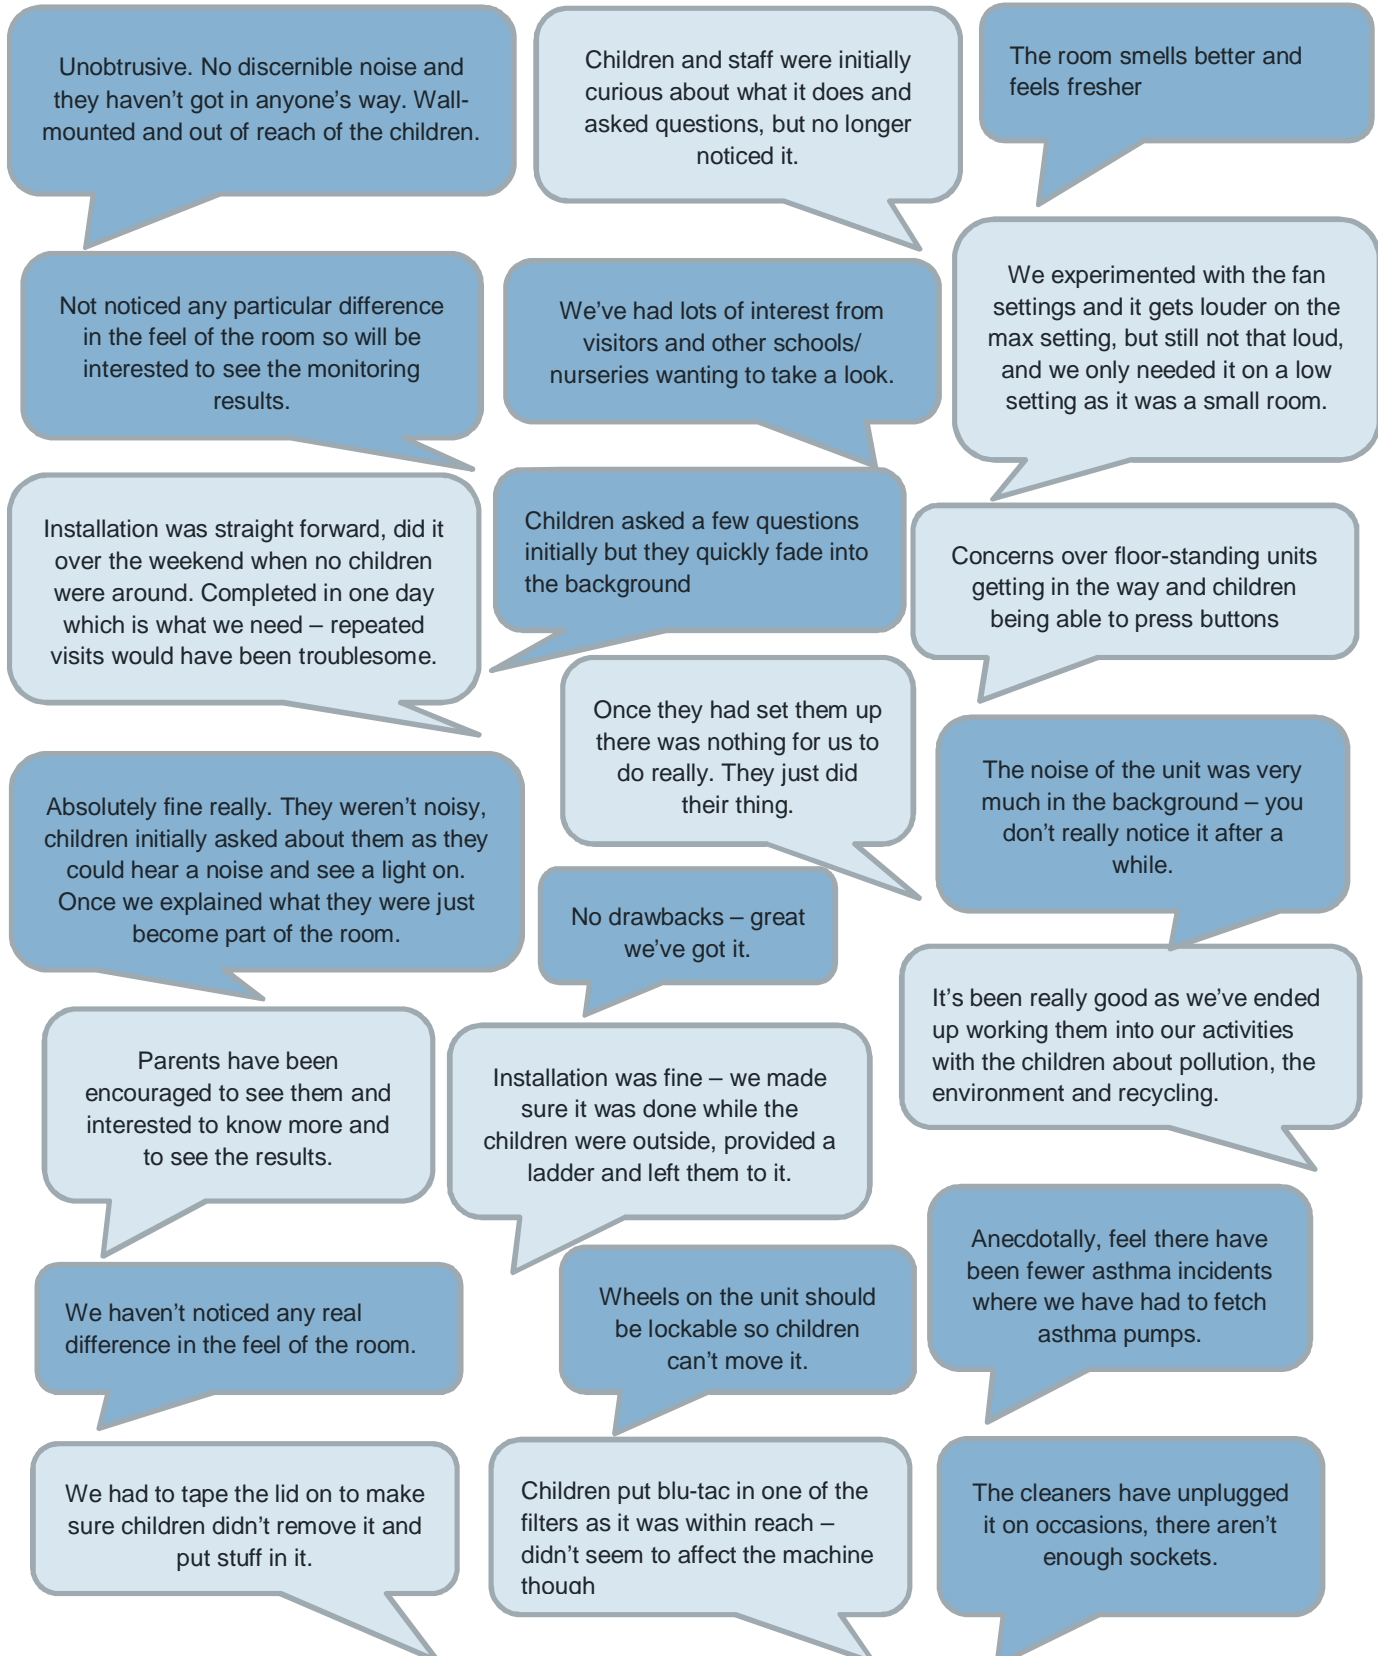 Unobtrusive. No discernible noise and
they haven’t got in anyone’s way. Wall-
mounted and out of reach of the children.
Children and staff were initially
curious about what it does and
asked questions, but no longer
noticed it.
The room smells better and
feels fresher
Not noticed any particular difference
in the feel of the room so will be
interested to see the monitoring
results.
We’ve had lots of interest from
visitors and other schools/
nurseries wanting to take a look.
We experimented with the fan
settings and it gets louder on the
max setting, but still not that loud,
and we only needed it on a low
setting as it was a small room.
Installation was straight forward, did it
over the weekend when no children
were around. Completed in one day
which is what we need – repeated
visits would have been troublesome.
Children asked a few questions
initially but they quickly fade into
the background
Concerns over floor-standing units
getting in the way and children
being able to press buttons
Once they had set them up
there was nothing for us to
do really. They just did
their thing.
The noise of the unit was very
much in the background – you
don’t really notice it after a
while.
Absolutely fine really. They weren’t noisy,
children initially asked about them as they
could hear a noise and see a light on.
Once we explained what they were just
become part of the room.
No drawbacks – great
we’ve got it.
It’s been really good as we’ve ended
up working them into our activities
with the children about pollution, the
environment and recycling.
Parents have been
encouraged to see them and
interested to know more and
to see the results.
Installation was fine – we made
sure it was done while the
children were outside, provided a
ladder and left them to it.
Anecdotally, feel there have
been fewer asthma incidents
where we have had to fetch
asthma pumps.
We haven’t noticed any real
difference in the feel of the room.
Wheels on the unit should
be lockable so children
can’t move it.
We had to tape the lid on to make
sure children didn’t remove it and
put stuff in it.
Children put blu-tac in one of the
filters as it was within reach –
didn’t seem to affect the machine
though
The cleaners have unplugged
it on occasions, there aren’t
enough sockets.